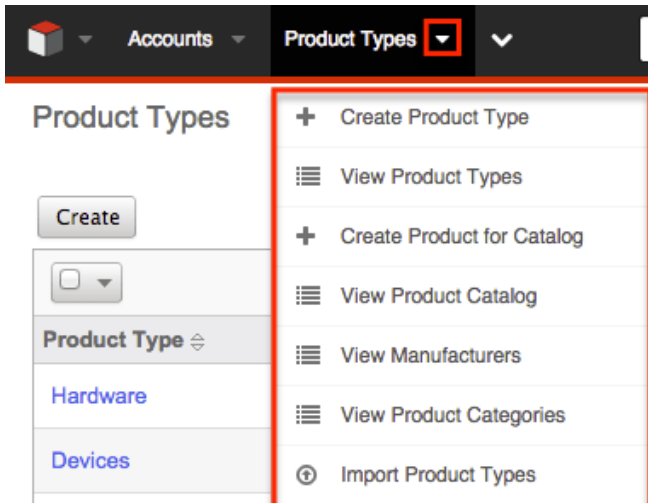 Accounts
Product Types
Product Types
Create
Product Type
Hardware
Devices
Create Product Type
View Product Types
Create Product for Catalog
View Product Catalog
View Manufacturers
View Product Categories
Import Product Types